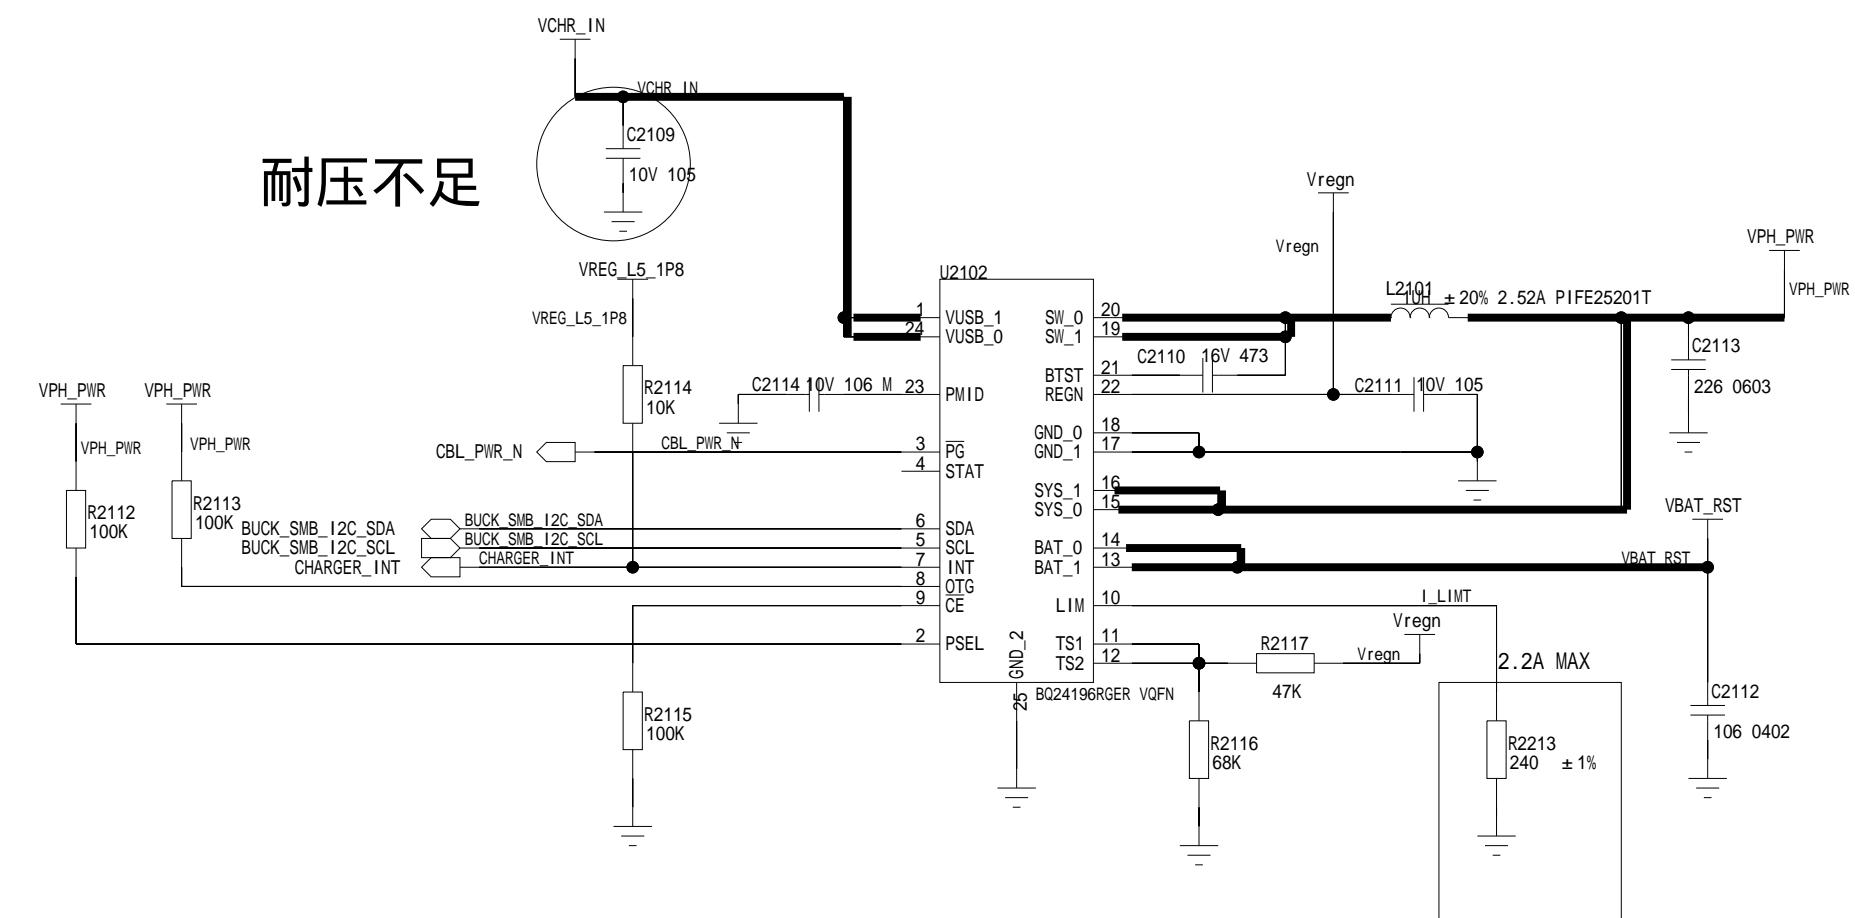 VCHR_IN
VCHR_IN
C2109
10V 105
耐压不足
Vregn
Vregn
VPH_PWR
VPH_PWR
VREG_L5_1P8
VREG_L5_1P8
U2102
L2101
1UH ±20% 2.52A PIFE25201T
1 VUSB_1
24 VUSB_0
SW_0 20
SW_1 19
C2110 16V 473
BTST 21
REGN 22
C2111 10V 105
C2113
226 0603
VPH_PWR
VPH_PWR
VPH_PWR
VPH_PWR
R2114
10K
C2114 10V 106 M
23 PMID
GND_0 18
GND_1 17
CBL_PWR_N
CBL_PWR_N
3 PG
4 STAT
SYS_1 16
SYS_0 15
VBAT_RST
VBAT_RST
R2112
100K
R2113
100K
BUCK_SMB_I2C_SDA
BUCK_SMB_I2C_SDA
6 SDA
BUCK_SMB_I2C_SCL
BUCK_SMB_I2C_SCL
5 SCL
CHARGER_INT
CHARGER_INT
7 INT
8 OTG
9 CE
2 PSEL
BAT_0 14
BAT_1 13
LIM 10
I_LIMT
TS1 11
TS2 12
GND_2
25
BQ24196RGER VQFN
R2117
47K
Vregn
Vregn
2.2A MAX
R2115
100K
R2116
68K
R2213
240 ±1%
C2112
106 0402